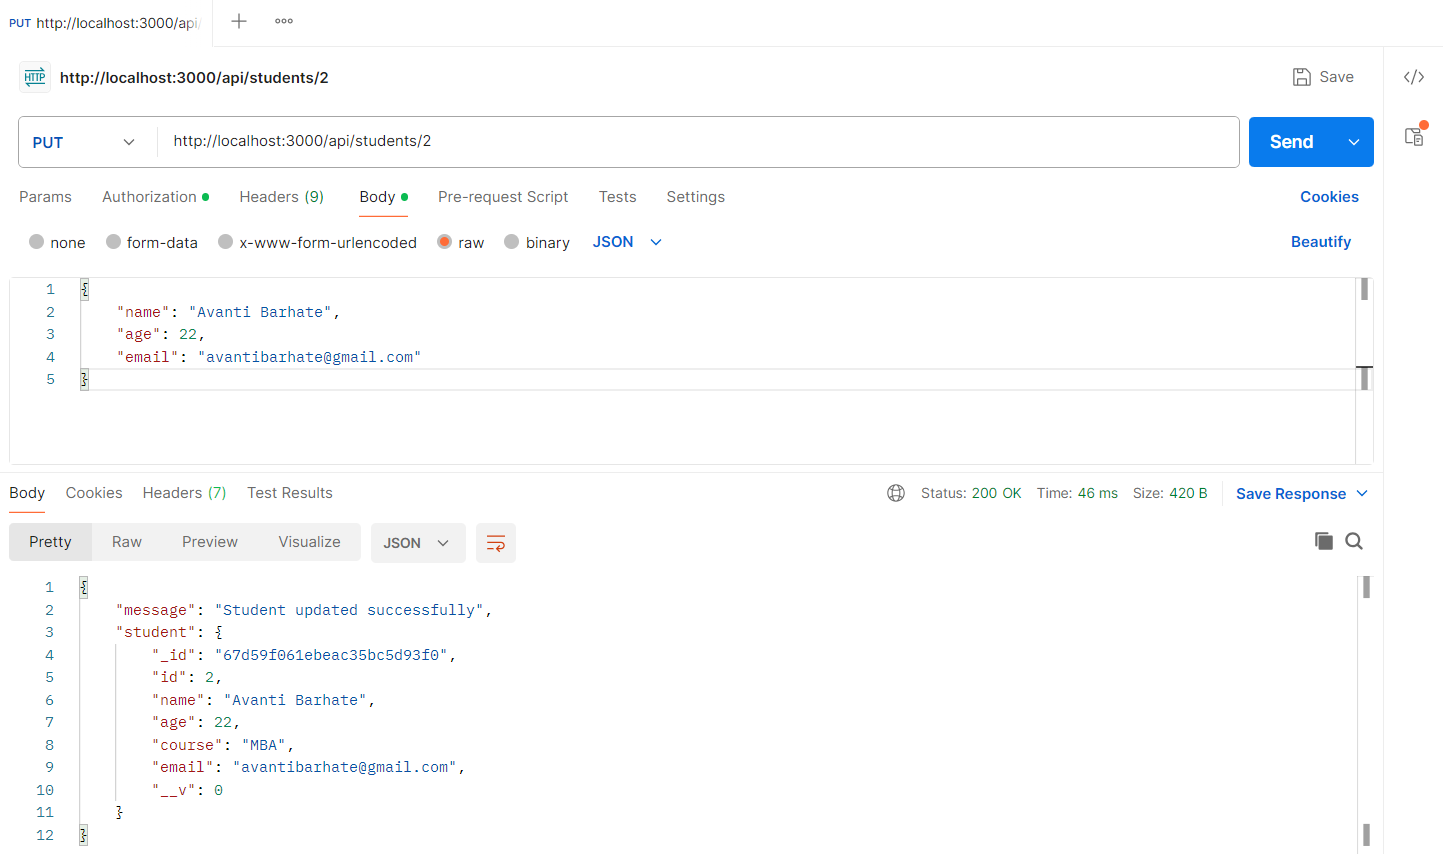 PUT http://localhost:3000/api/
HTTP http://localhost:3000/api/students/2
Save
PUT
http://localhost:3000/api/students/2
Send
Params Authorization Headers (9) Body Pre-request Script Tests Settings Cookies
none form-data x-www-form-urlencoded raw binary JSON Beautify
1 {
2 "name": "Avanti Barhate",
3 "age": 22,
4 "email": "avantibarhate@gmail.com"
5 }
Body Cookies Headers (7) Test Results Status: 200 OK Time: 46 ms Size: 420 B Save Response
Pretty Raw Preview Visualize JSON
1 {
2 "message": "Student updated successfully",
3 "student": {
4 "_id": "67d59f061ebeac35bc5d93f0",
5 "id": 2,
6 "name": "Avanti Barhate",
7 "age": 22,
8 "course": "MBA",
9 "email": "avantibarhate@gmail.com",
10 "__v": 0
11 }
12 }